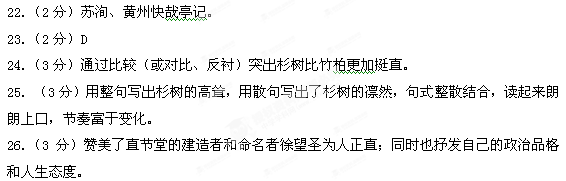 22.（2分）苏洵、黄州快哉亭记。
23.（2分）D
24.（3分）通过比较（或对比、反衬）突出杉树比竹柏更加挺直。
25. （3分）用整句写出杉树的高耸，用散句写出了杉树的凛然，句式整散结合，读起来朗
朗上口，节奏富于变化。
26.（3 分）赞美了直节堂的建造者和命名者徐望圣为人正直；同时也抒发自己的政治品格
和人生态度。